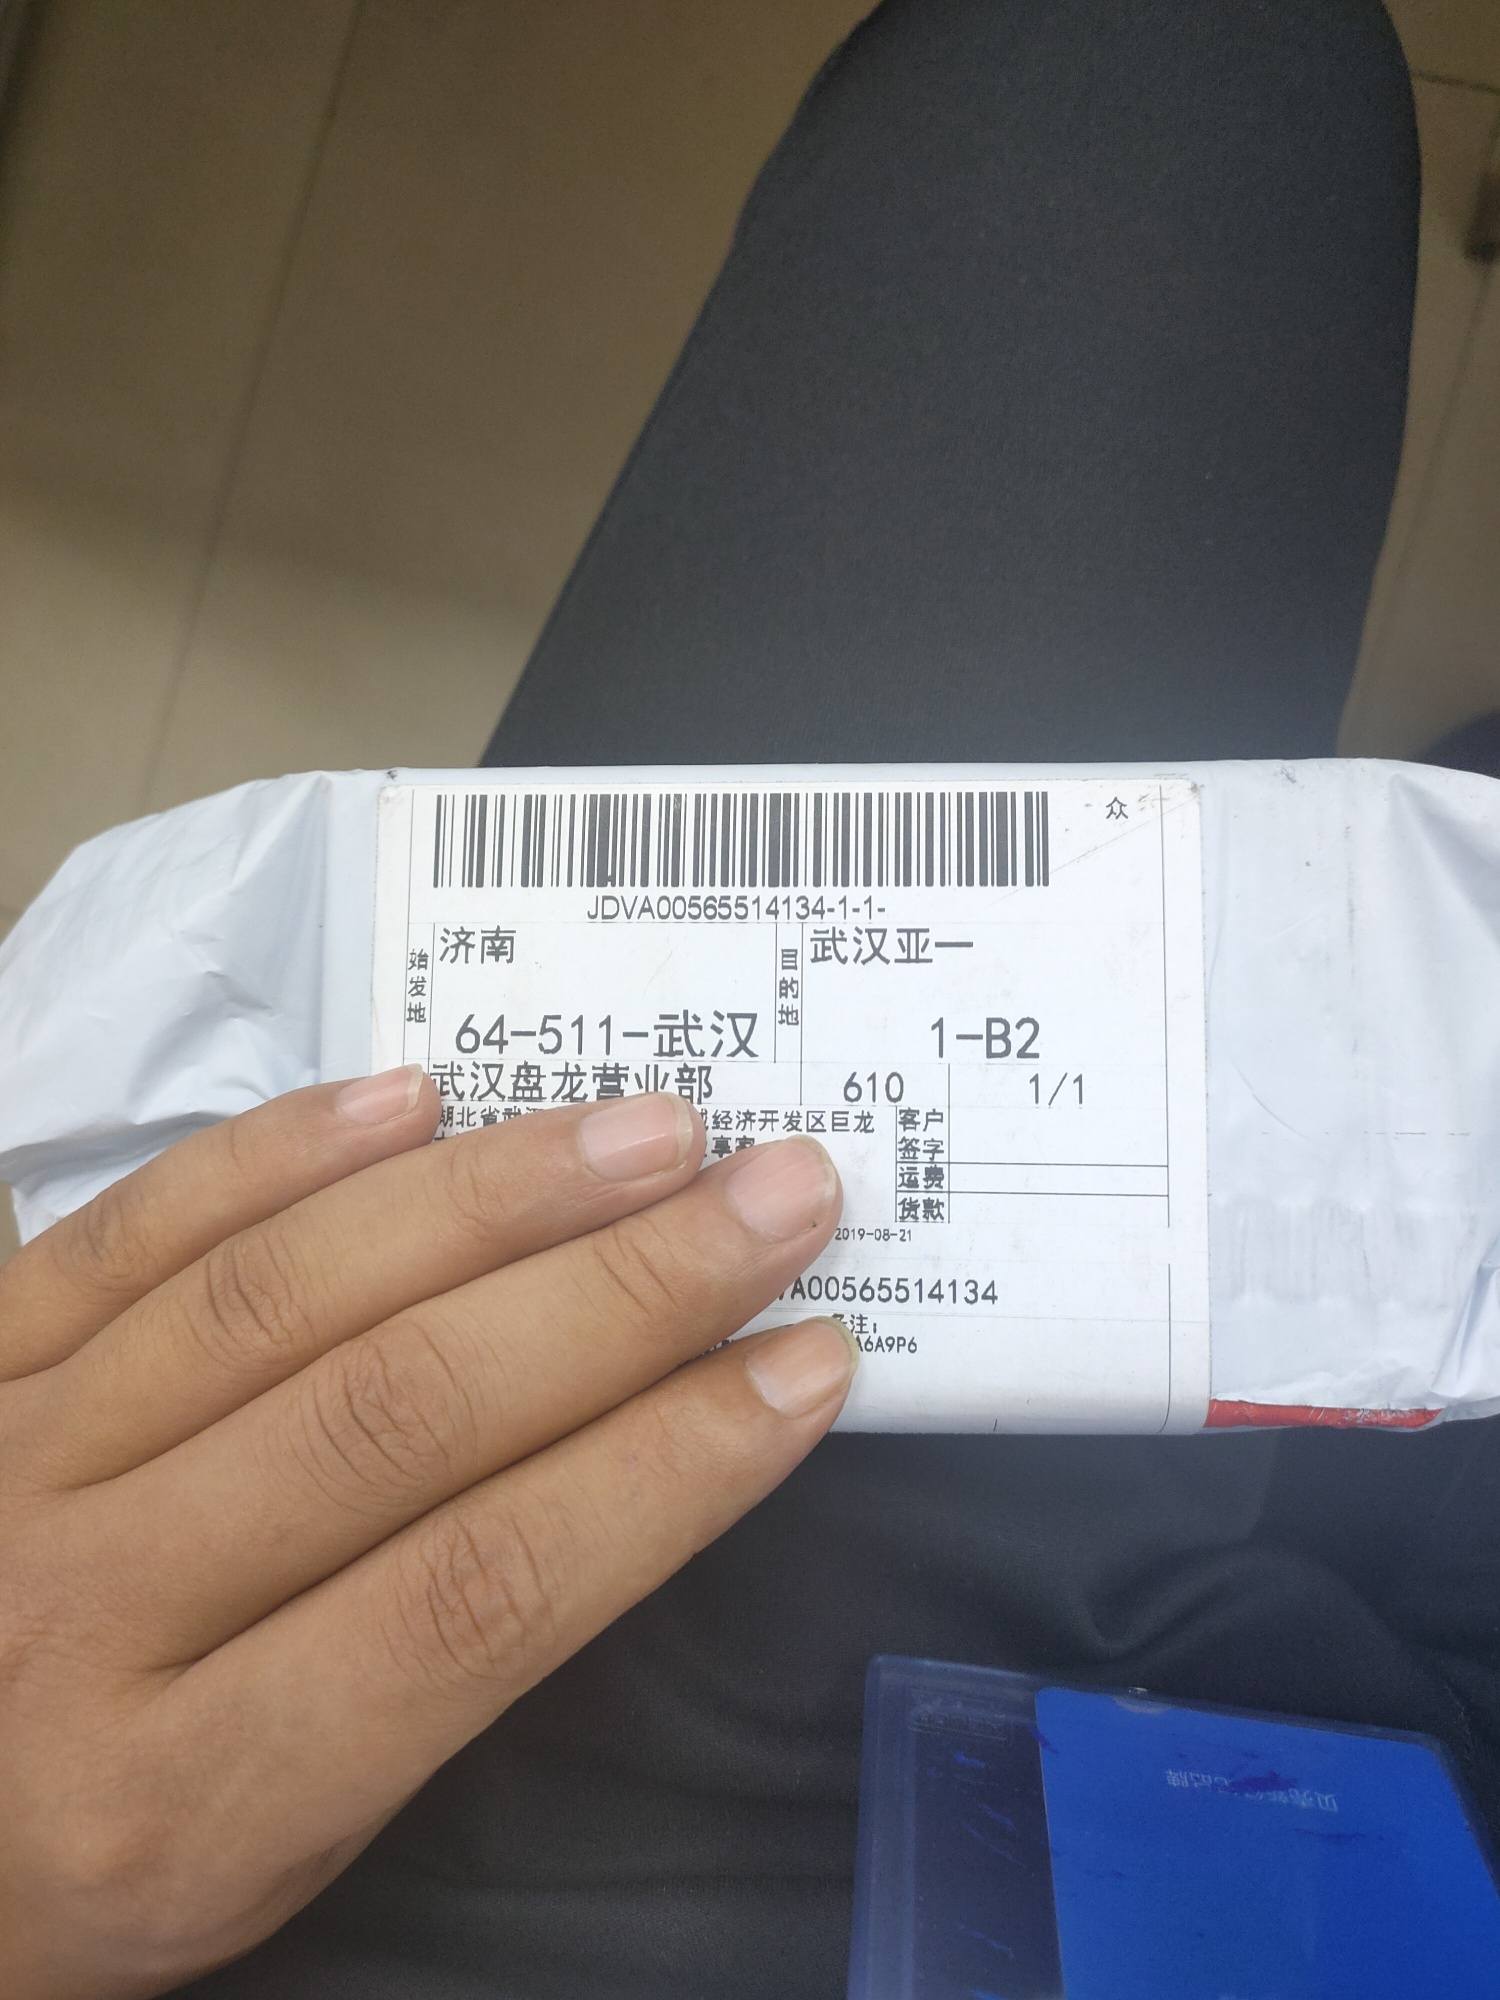 众
JDVA00565514134-1-1-
始发地
济南
目的地
武汉亚一
64-511-武汉
1-B2
武汉盘龙营业部
610
1/1
湖北省武
经济开发区巨龙
客户
签字
享家
运费
货款
2019-08-21
A00565514134
备注:
A6A9P6